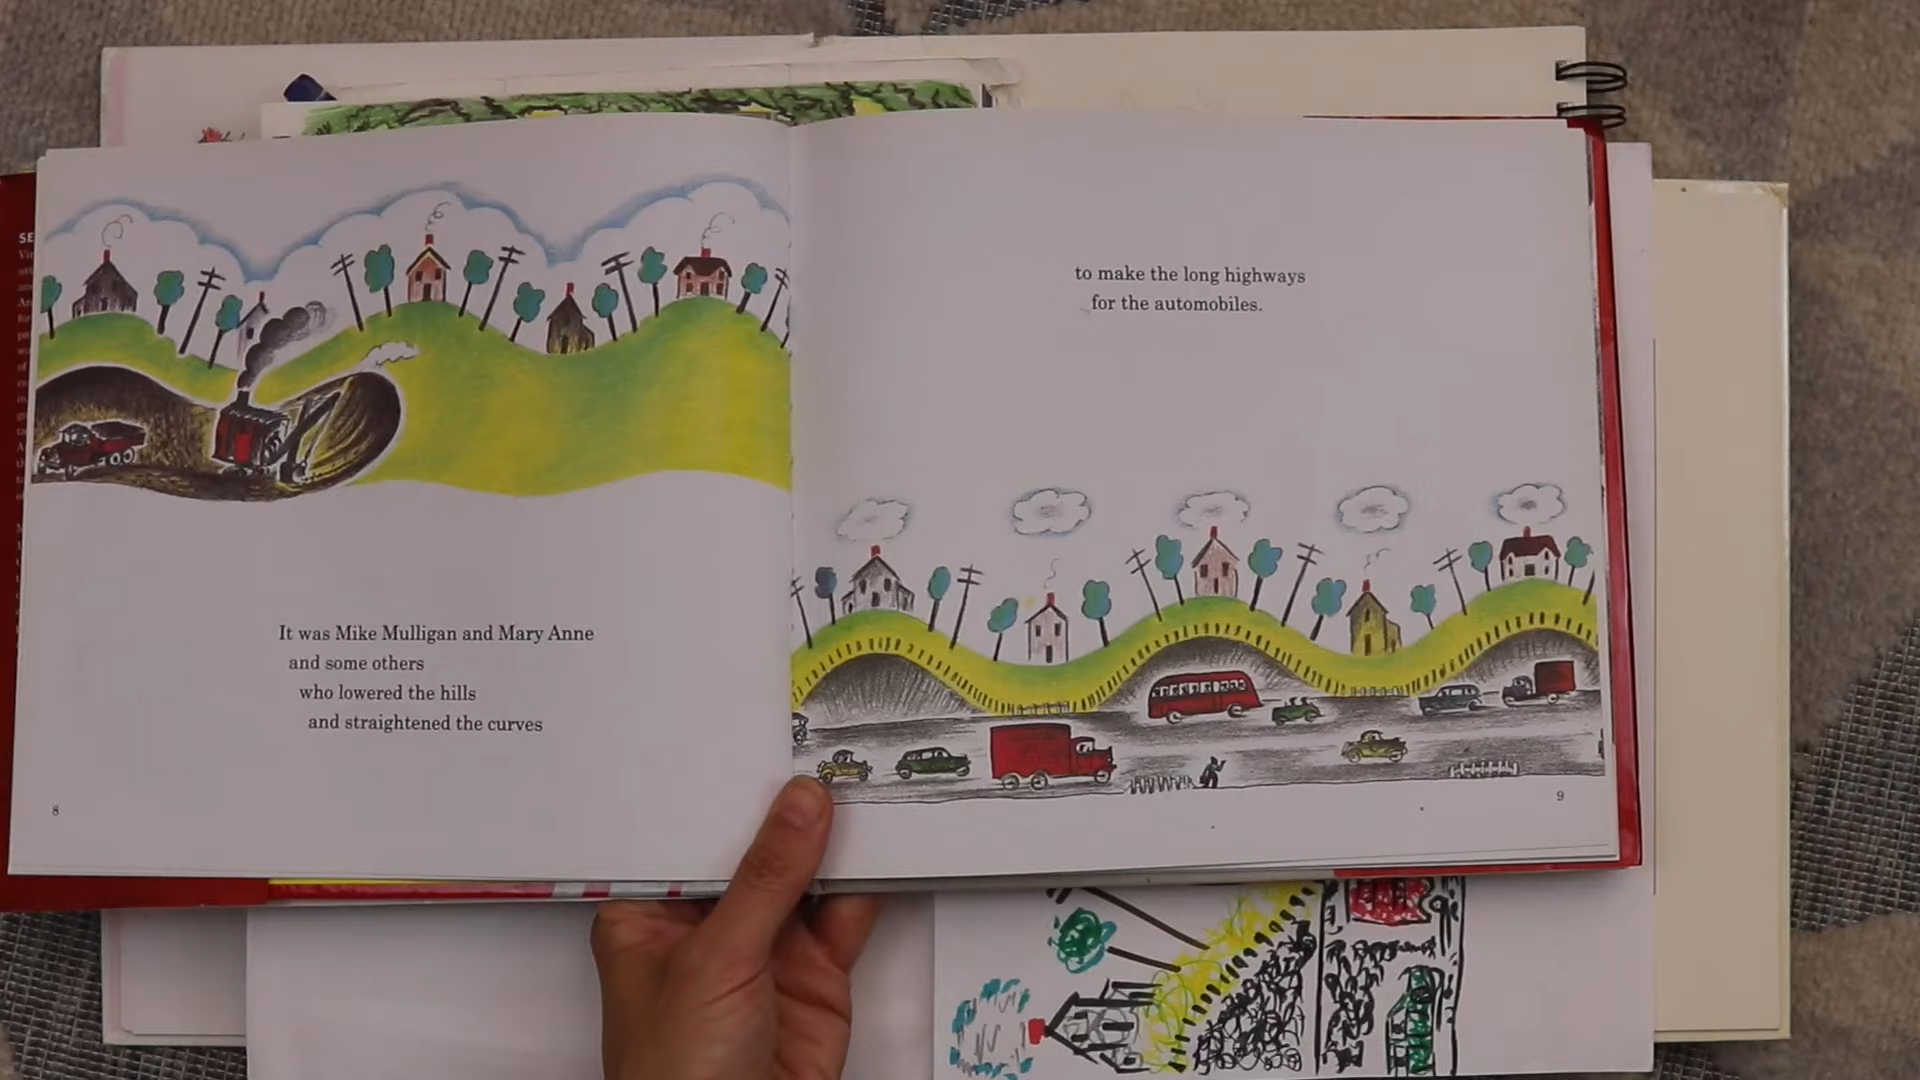 It was Mike Mulligan and Mary Anne
and some others
who lowered the hills
and straightened the curves
8
to make the long highways
for the automobiles.
9